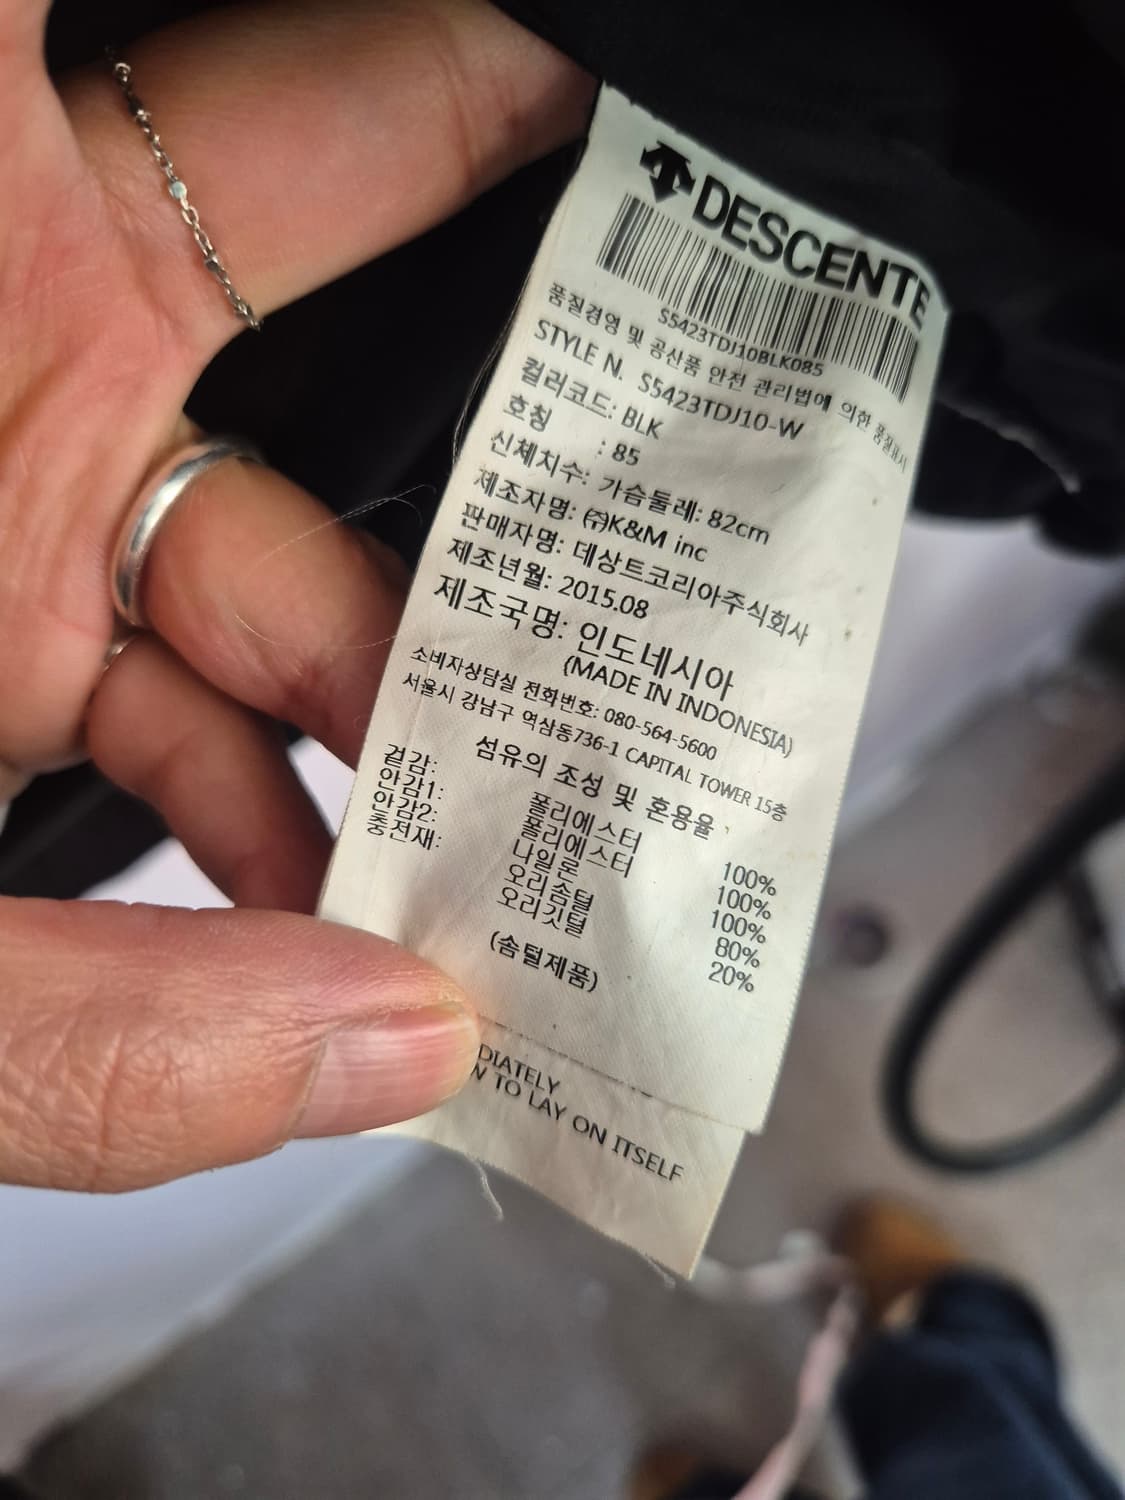 DESCENTE
S5423TDJ10BLK085
품질경영 및 공산품 안전 관리법에 의한 품질표시
STYLE N. S5423TDJ10-W
컬러코드: BLK
호칭 : 85
신체치수: 가슴둘레: 82cm
제조자명: ㈜K&M inc
판매자명: 데상트코리아주식회사
제조년월: 2015.08
제조국명: 인도네시아
(MADE IN INDONESIA)
소비자상담실 전화번호: 080-564-5600
서울시 강남구 역삼동736-1 CAPITAL TOWER 15층
섬유의 조성 및 혼용율
겉감: 폴리에스터 100%
안감1: 폴리에스터 100%
안감2: 나일론 100%
충전재: 오리솜털 80%
오리깃털 20%
(솜털제품)
DIATELY
W TO LAY ON ITSELF